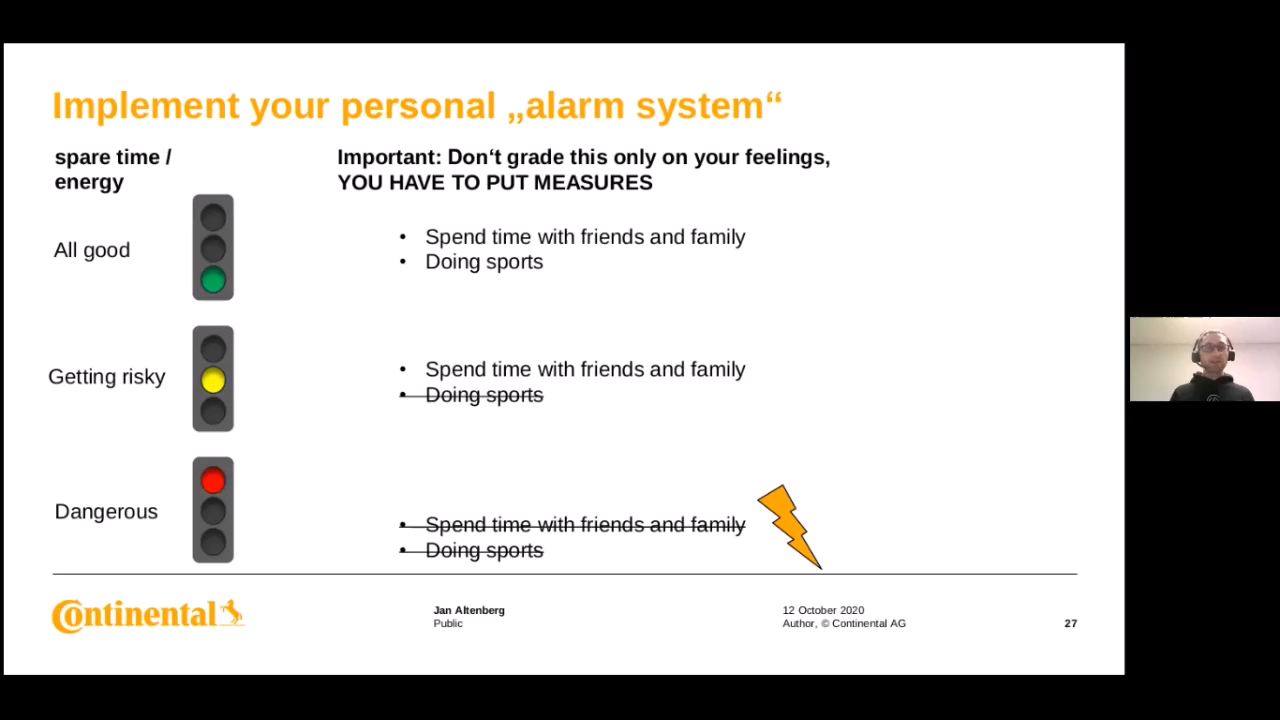 Implement your personal „alarm system“
spare time /
energy
Important: Don‘t grade this only on your feelings,
YOU HAVE TO PUT MEASURES
All good
• Spend time with friends and family
• Doing sports
Getting risky
• Spend time with friends and family
• Doing sports
Dangerous
• Spend time with friends and family
• Doing sports
Continental
Jan Altenberg
Public
12 October 2020
Author, © Continental AG
27